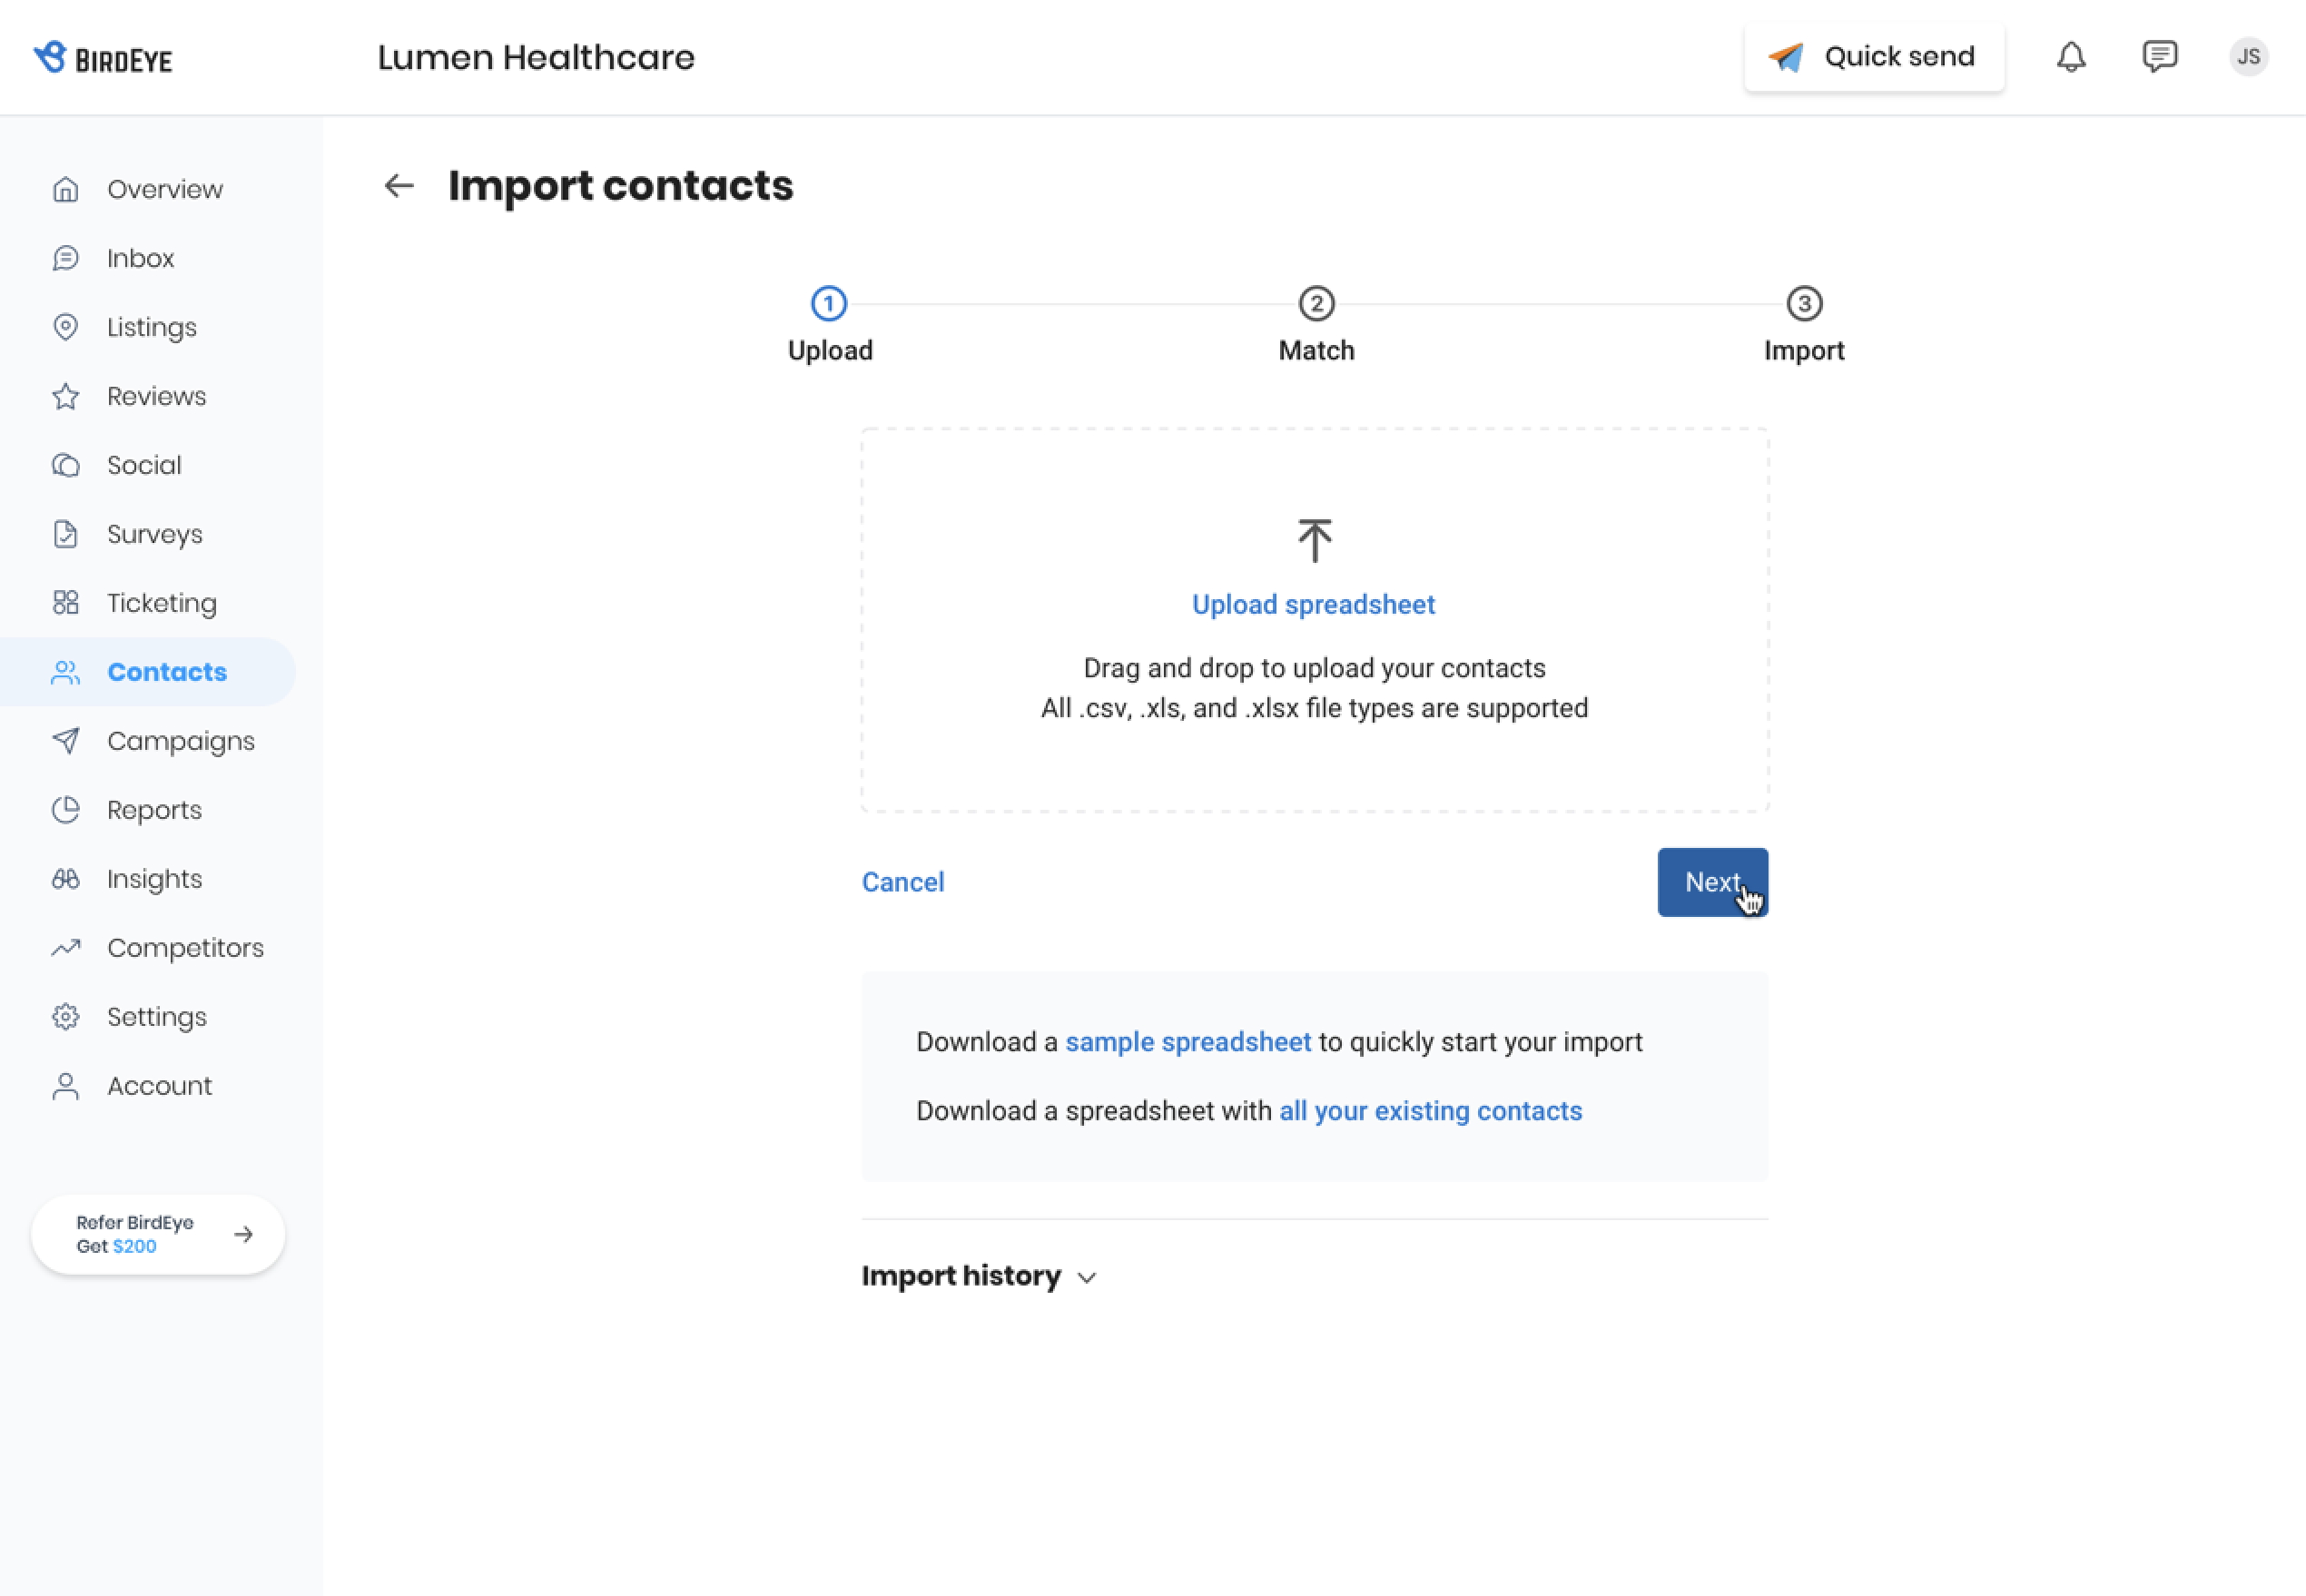 BIRDEYE
Lumen Healthcare
Quick send
JS
Overview
Inbox
Listings
Reviews
Social
Surveys
Ticketing
Contacts
Campaigns
Reports
Insights
Competitors
Settings
Account
Refer BirdEye
Get $200
Import contacts
1
2
3
Upload
Match
Import
Upload spreadsheet
Drag and drop to upload your contacts
All .csv, .xls, and .xlsx file types are supported
Cancel
Next
Download a sample spreadsheet to quickly start your import
Download a spreadsheet with all your existing contacts
Import history